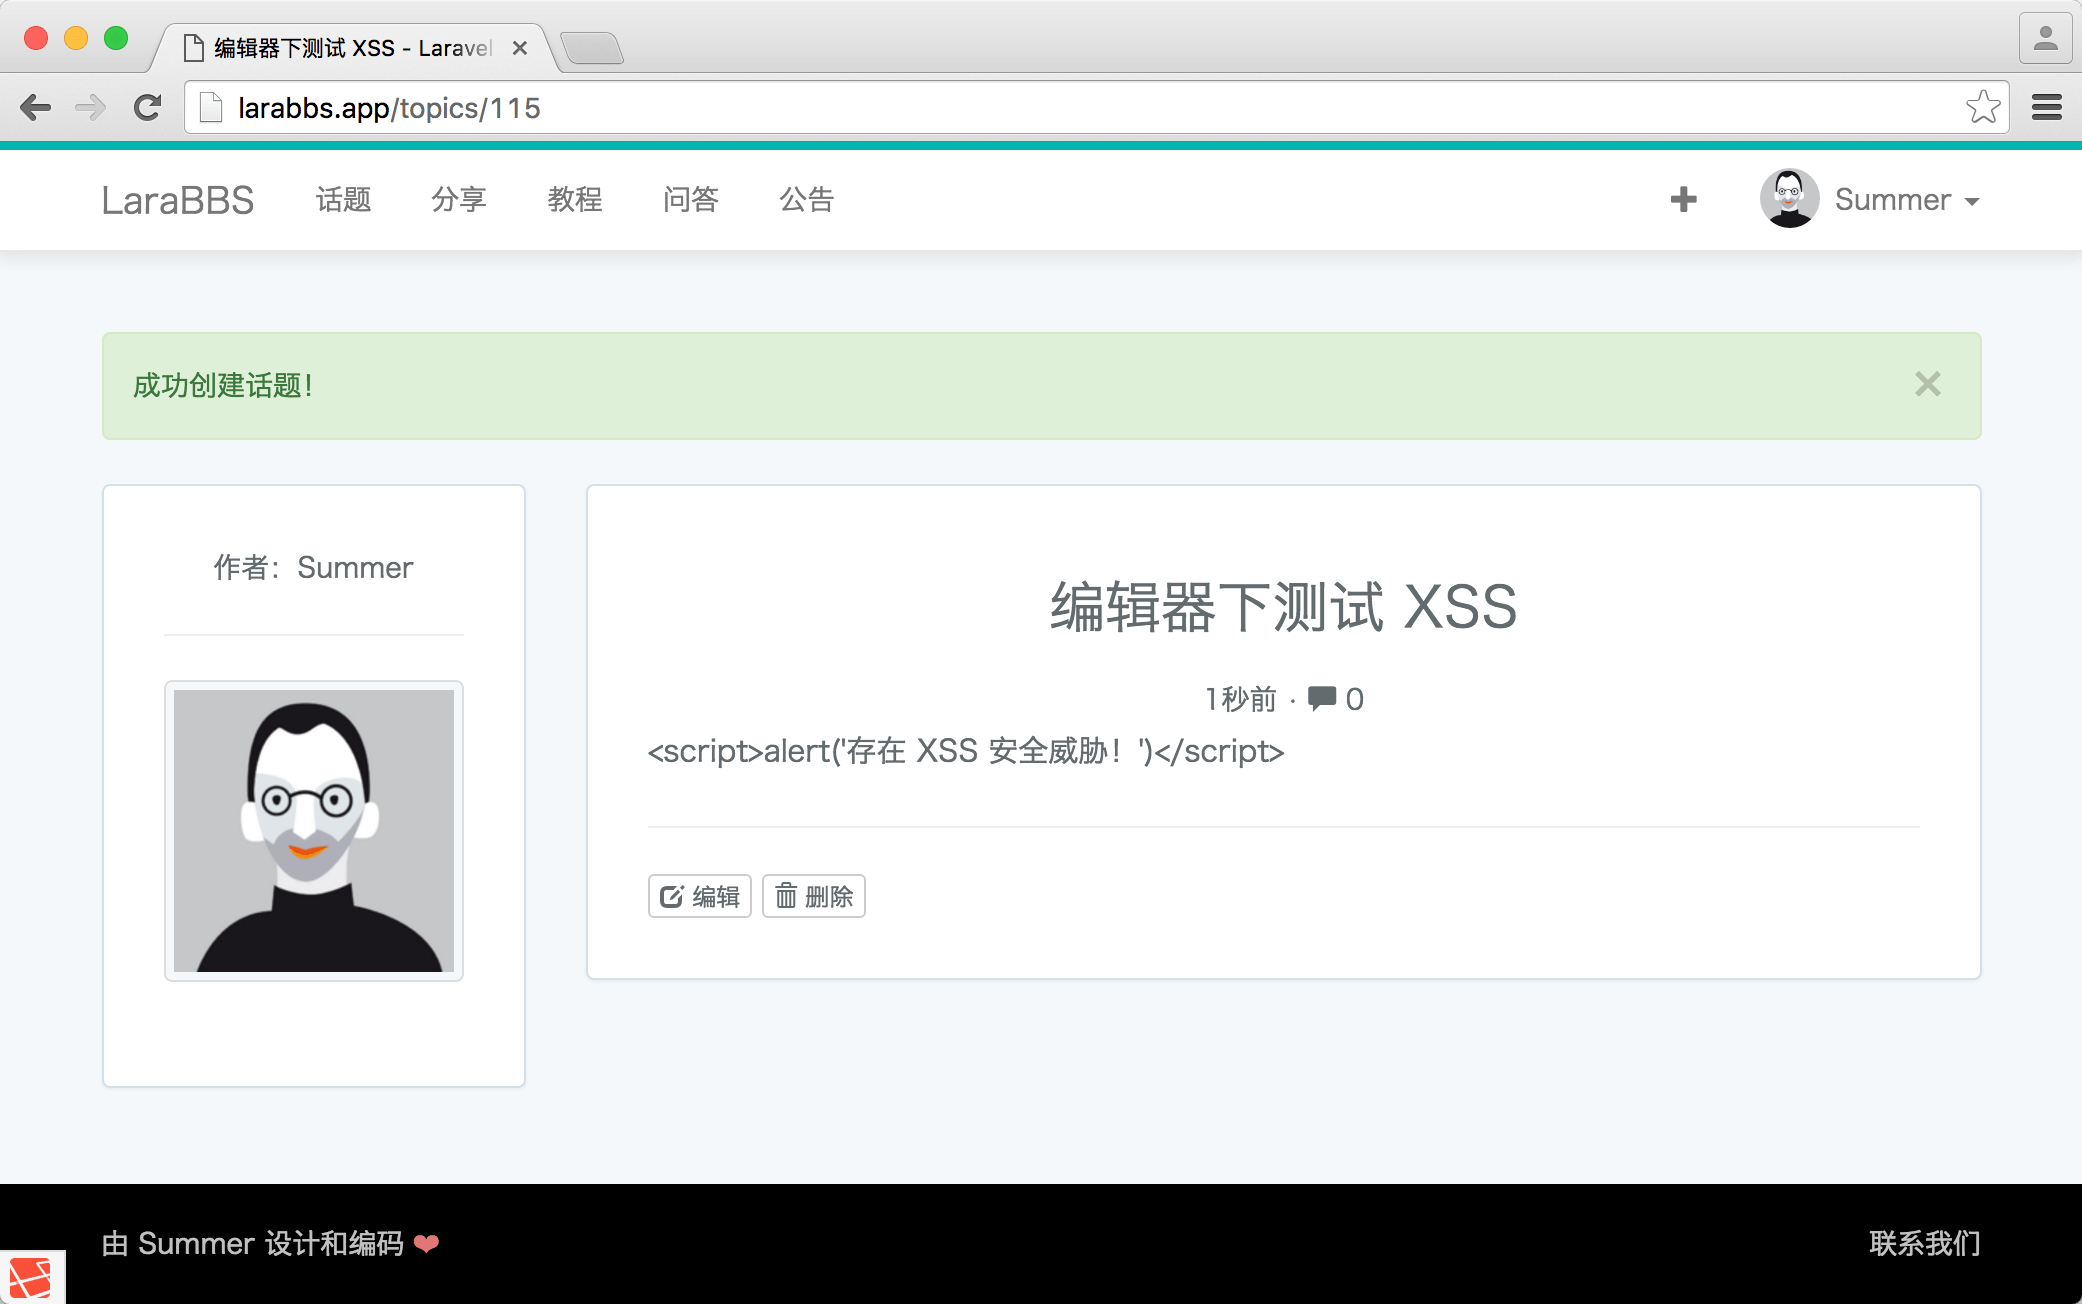 编辑器下测试 XSS - Laravel
larabbs.app/topics/115
LaraBBS 话题 分享 教程 问答 公告 Summer
成功创建话题！
作者：Summer
编辑器下测试 XSS
1秒前 · 0
<script>alert('存在 XSS 安全威胁！')</script>
编辑 删除
由 Summer 设计和编码 ❤
联系我们